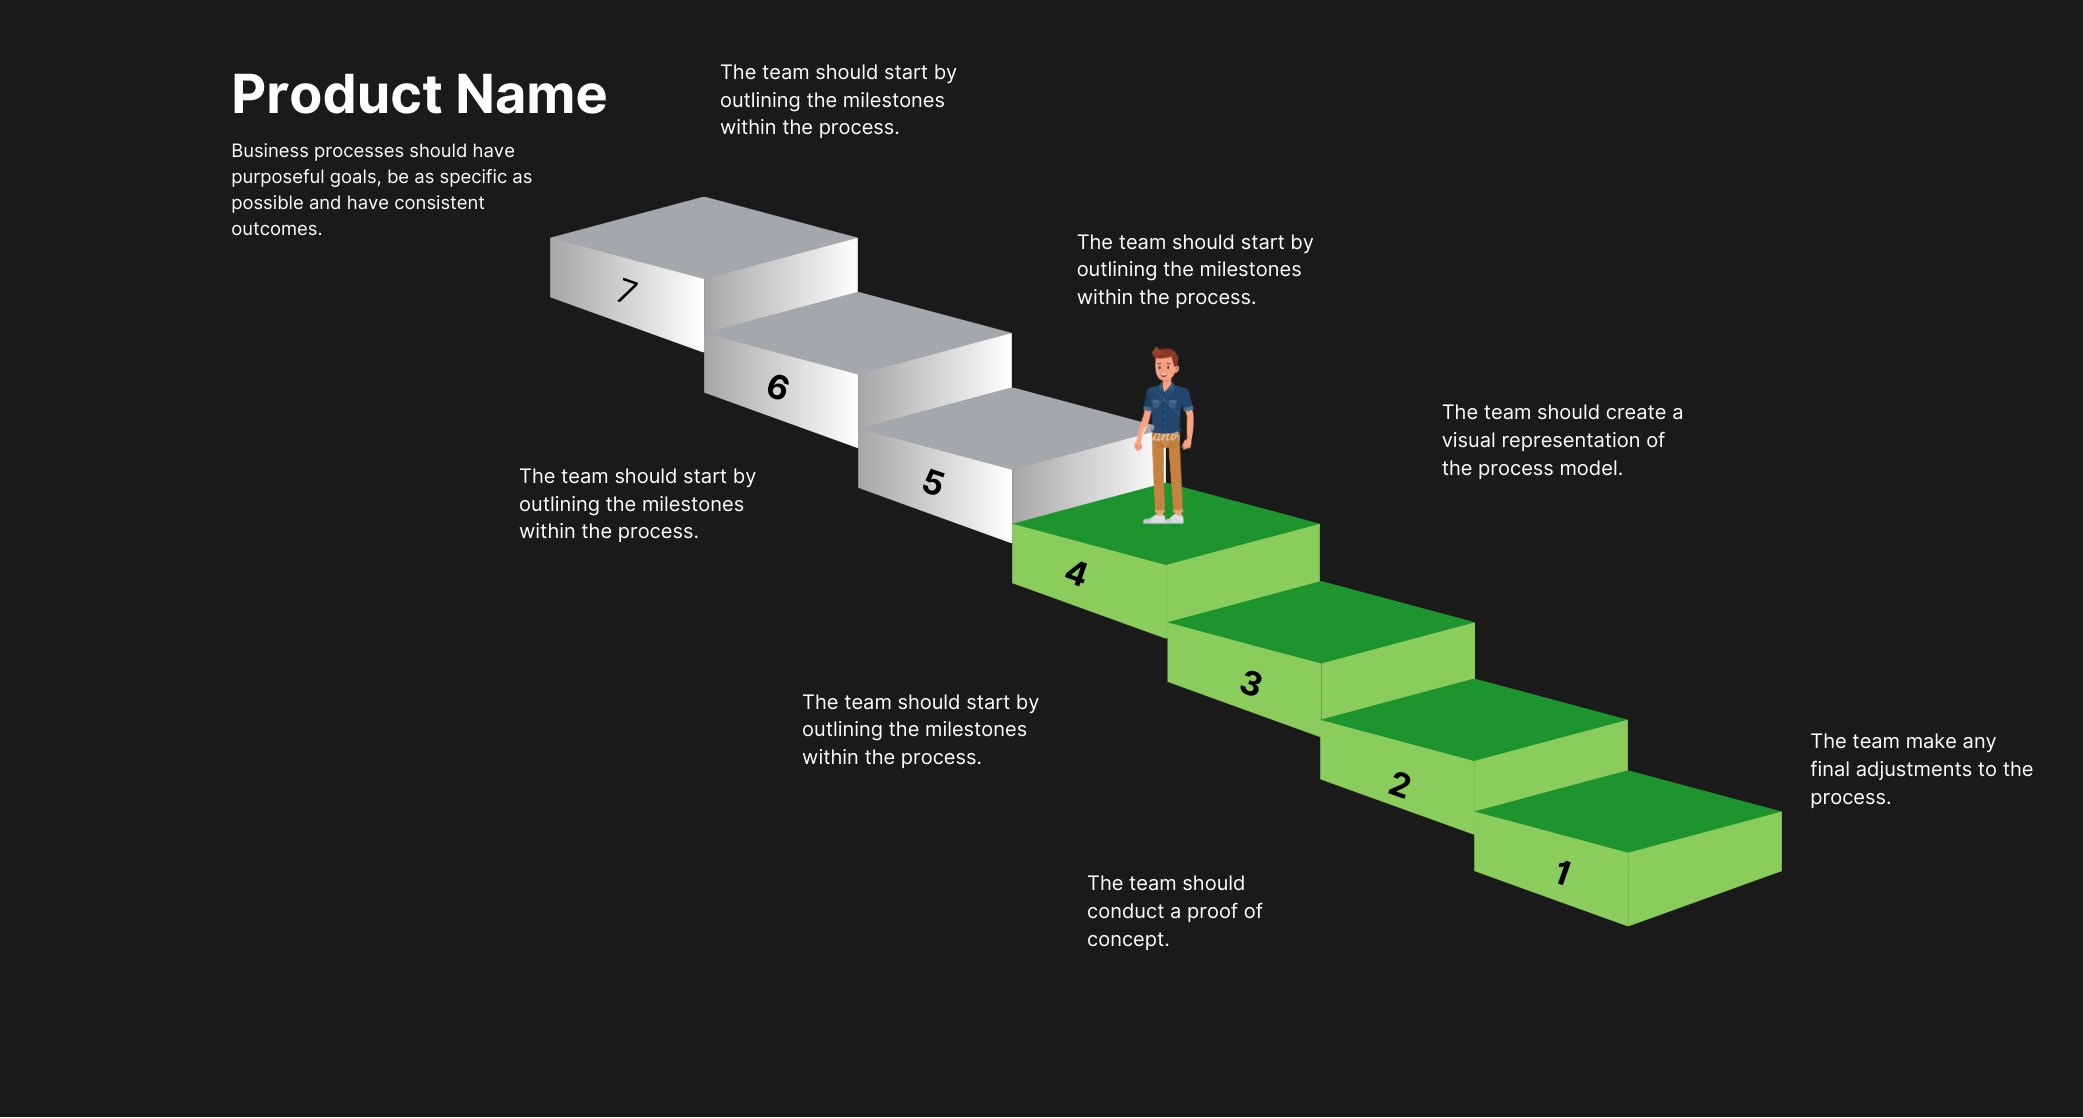 Product Name
Business processes should have
purposeful goals, be as specific as
possible and have consistent
outcomes.
The team should start by
outlining the milestones
within the process.
7
The team should start by
outlining the milestones
within the process.
6
The team should create a
visual representation of
the process model.
5
The team should start by
outlining the milestones
within the process.
4
3
The team should start by
outlining the milestones
within the process.
2
The team make any
final adjustments to the
process.
1
The team should
conduct a proof of
concept.